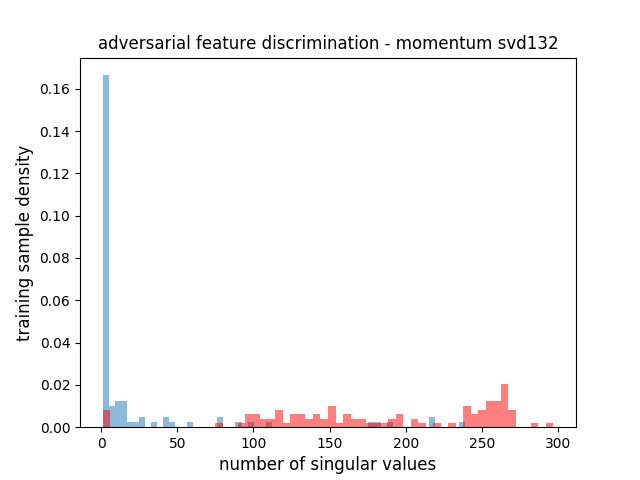 adversarial feature discrimination - momentum svd132
training sample density
0.16
0.14
0.12
0.10
0.08
0.06
0.04
0.02
0.00
0 50 100 150 200 250 300
number of singular values